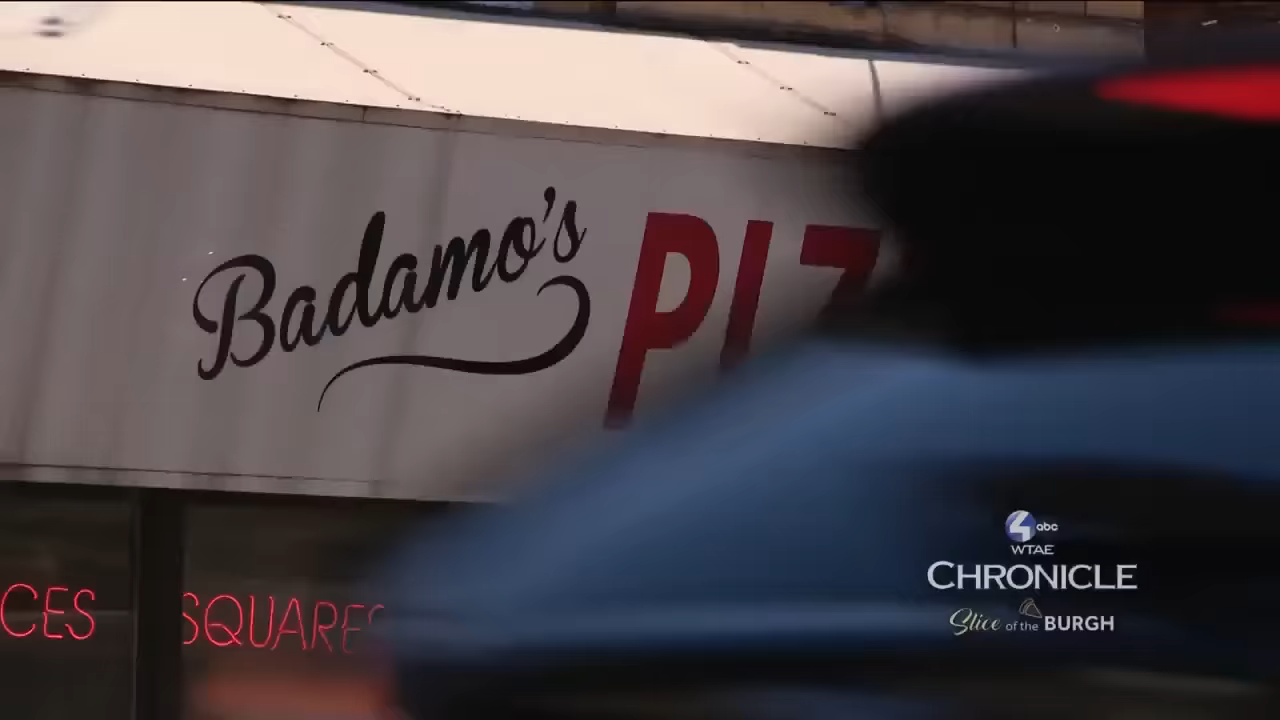 Badamo's PIZ
CES SQUARES
4 abc
WTAE
CHRONICLE
Slice of the BURGH